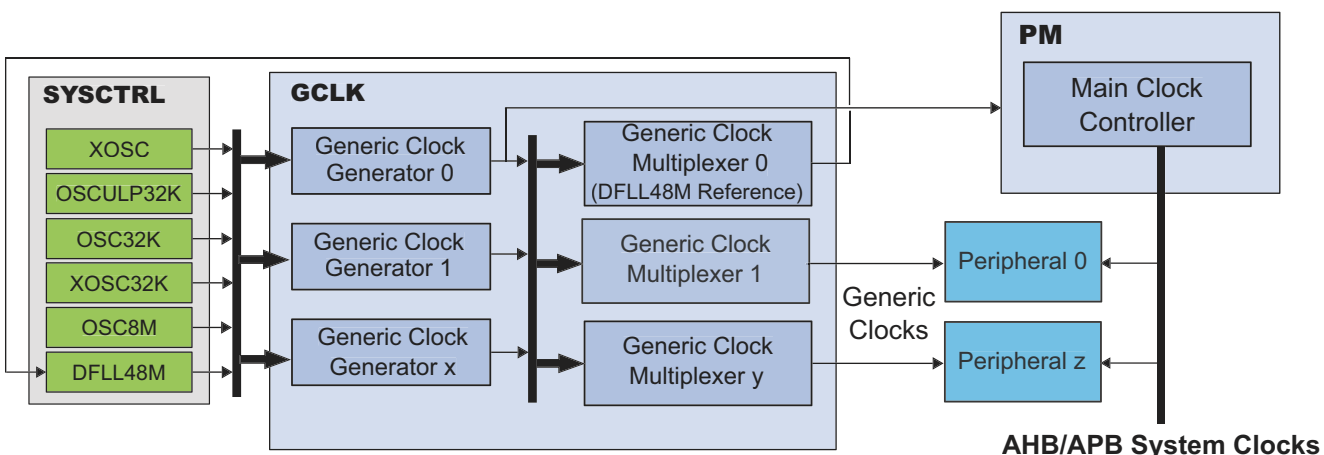 PM
Main Clock
Controller
SYSCTRL
XOSC
OSCULP32K
OSC32K
XOSC32K
OSC8M
DFLL48M
GCLK
Generic Clock
Generator 0
Generic Clock
Generator 1
Generic Clock
Generator x
Generic Clock
Multiplexer 0
(DFLL48M Reference)
Generic Clock
Multiplexer 1
Generic Clock
Multiplexer y
Generic
Clocks
Peripheral 0
Peripheral z
AHB/APB System Clocks